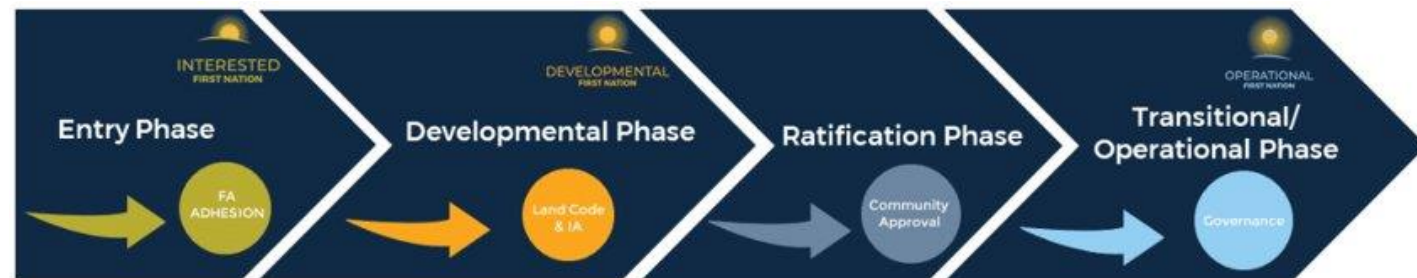 INTERESTED
FIRST NATION
Entry Phase
FA
ADHESION
DEVELOPMENTAL
FIRST NATION
Developmental Phase
Land Code
& IA
Ratification Phase
Community
Approval
OPERATIONAL
FIRST NATION
Transitional/
Operational Phase
Governance